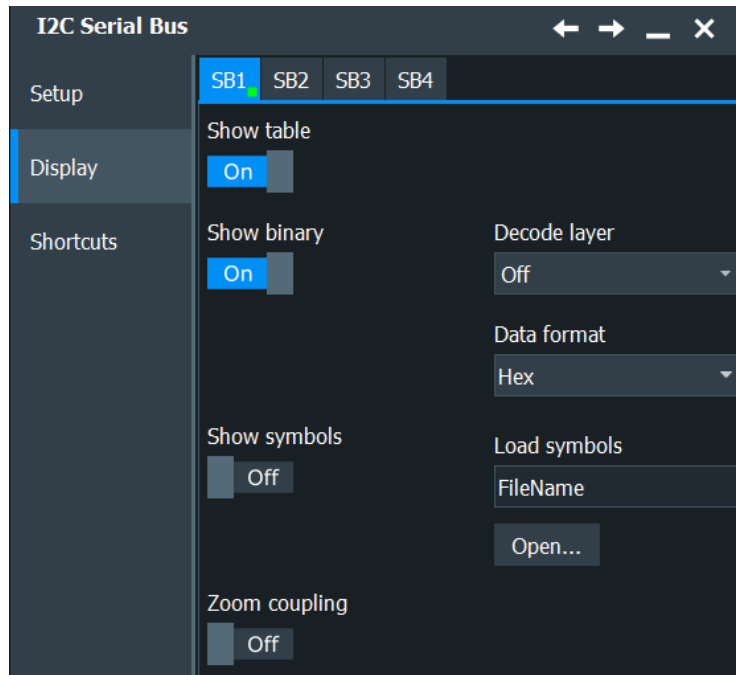 I2C Serial Bus
SB1 SB2 SB3 SB4
Setup
Display
Shortcuts
Show table
On
Show binary
On
Decode layer
Off
Data format
Hex
Show symbols
Off
Load symbols
FileName
Open...
Zoom coupling
Off